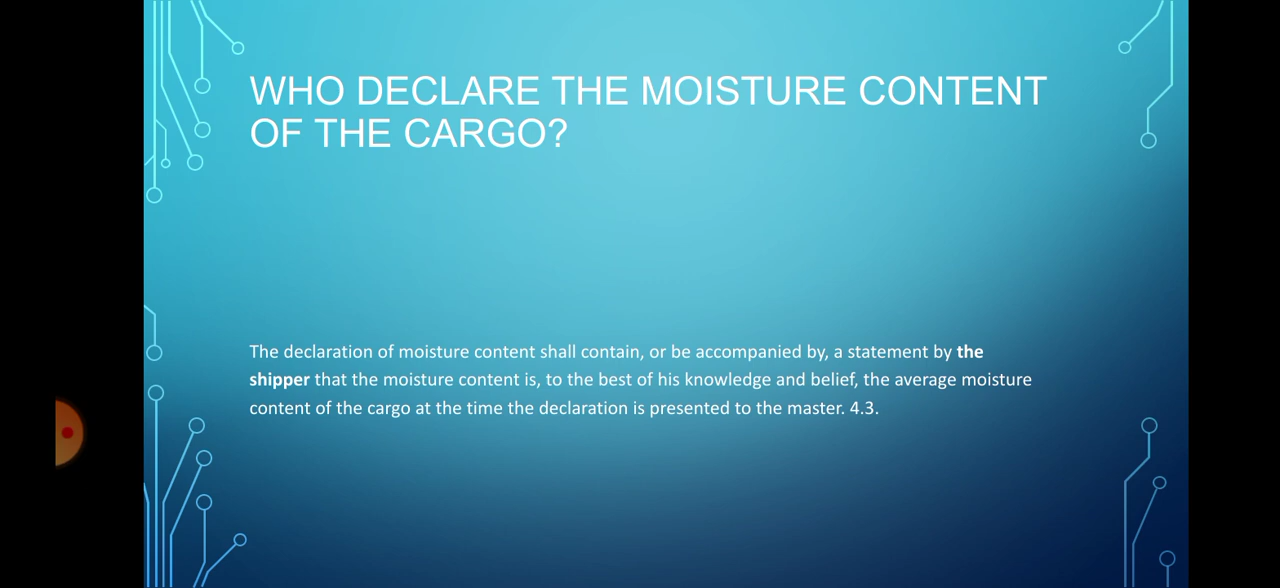 WHO DECLARE THE MOISTURE CONTENT
OF THE CARGO?
The declaration of moisture content shall contain, or be accompanied by, a statement by the
shipper that the moisture content is, to the best of his knowledge and belief, the average moisture
content of the cargo at the time the declaration is presented to the master. 4.3.